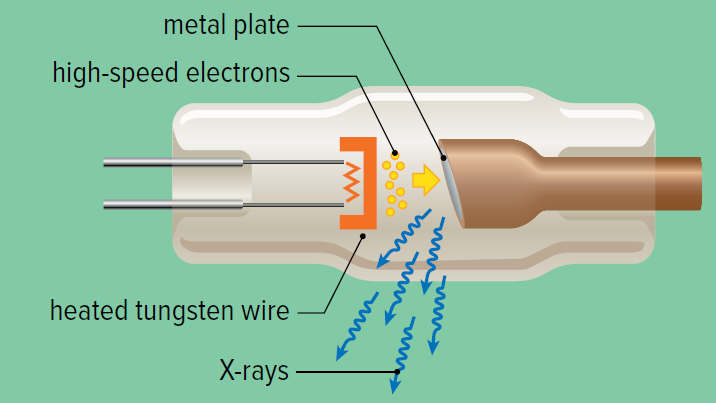 metal plate
high-speed electrons
heated tungsten wire
X-rays